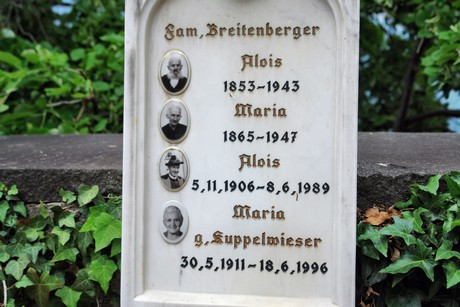 Fam. Breitenberger
Alois
1853-1943
Maria
1865-1947
Alois
5.11.1906-8.6.1989
Maria
g. Kuppelwieser
30.5.1911-18.6.1996